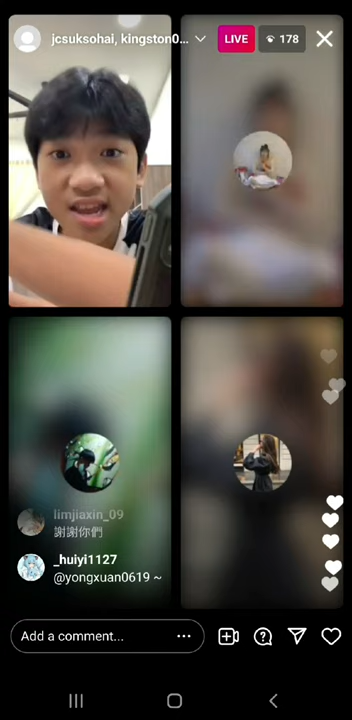 jcsuksohai, kingston0...
LIVE
178
limjiaxin_09
謝謝你們
_huiyi1127
@yongxuan0619 ~
Add a comment...